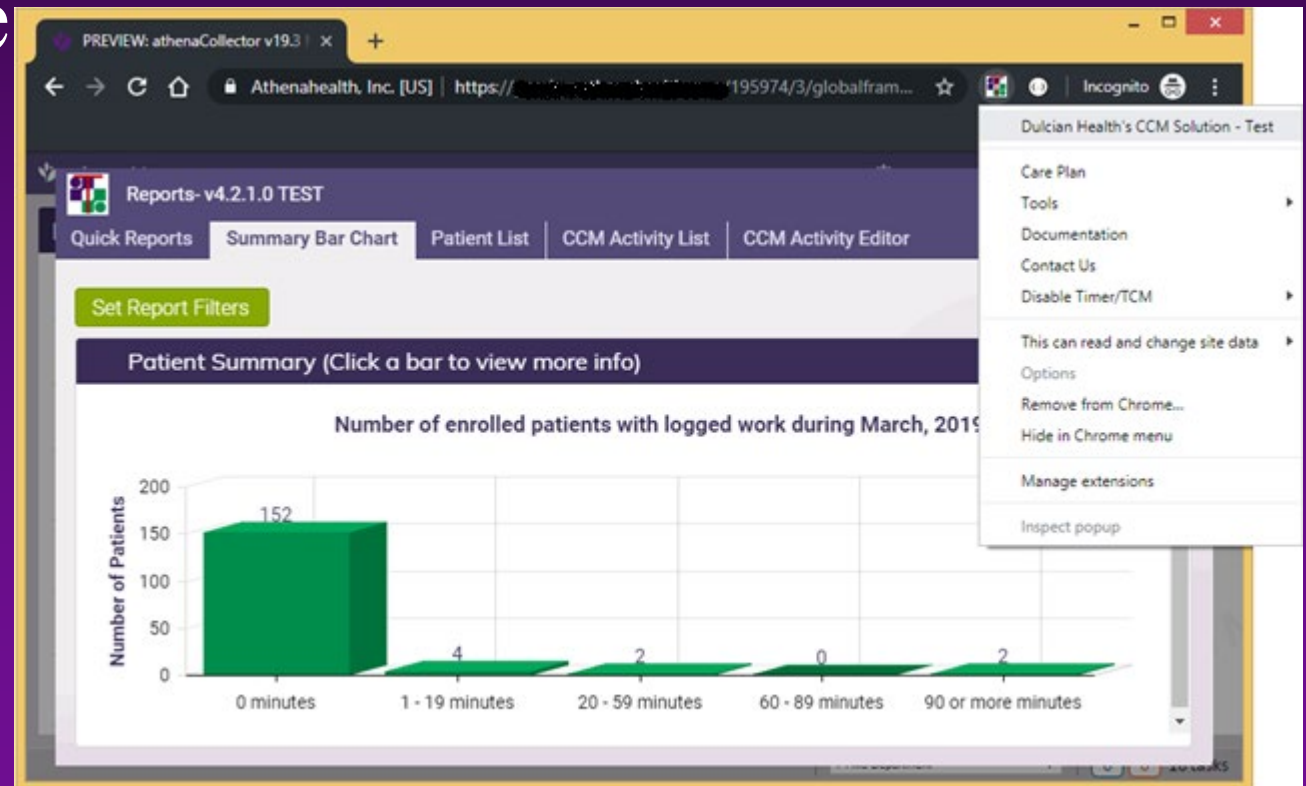 PREVIEW: athenaCollector v19.3
Athenahealth, Inc. [US] | https:// /195974/3/globalfram... Incognito
Dulcian Health's CCM Solution - Test
Care Plan
Tools
Documentation
Contact Us
Disable Timer/TCM
This can read and change site data
Options
Remove from Chrome...
Hide in Chrome menu
Manage extensions
Inspect popup
Reports- v4.2.1.0 TEST
Quick Reports Summary Bar Chart Patient List CCM Activity List CCM Activity Editor
Set Report Filters
Patient Summary (Click a bar to view more info)
Number of enrolled patients with logged work during March, 2019
Number of Patients
200
150
100
50
0
152
4
2
0
2
0 minutes
1 - 19 minutes
20 - 59 minutes
60 - 89 minutes
90 or more minutes
tasks